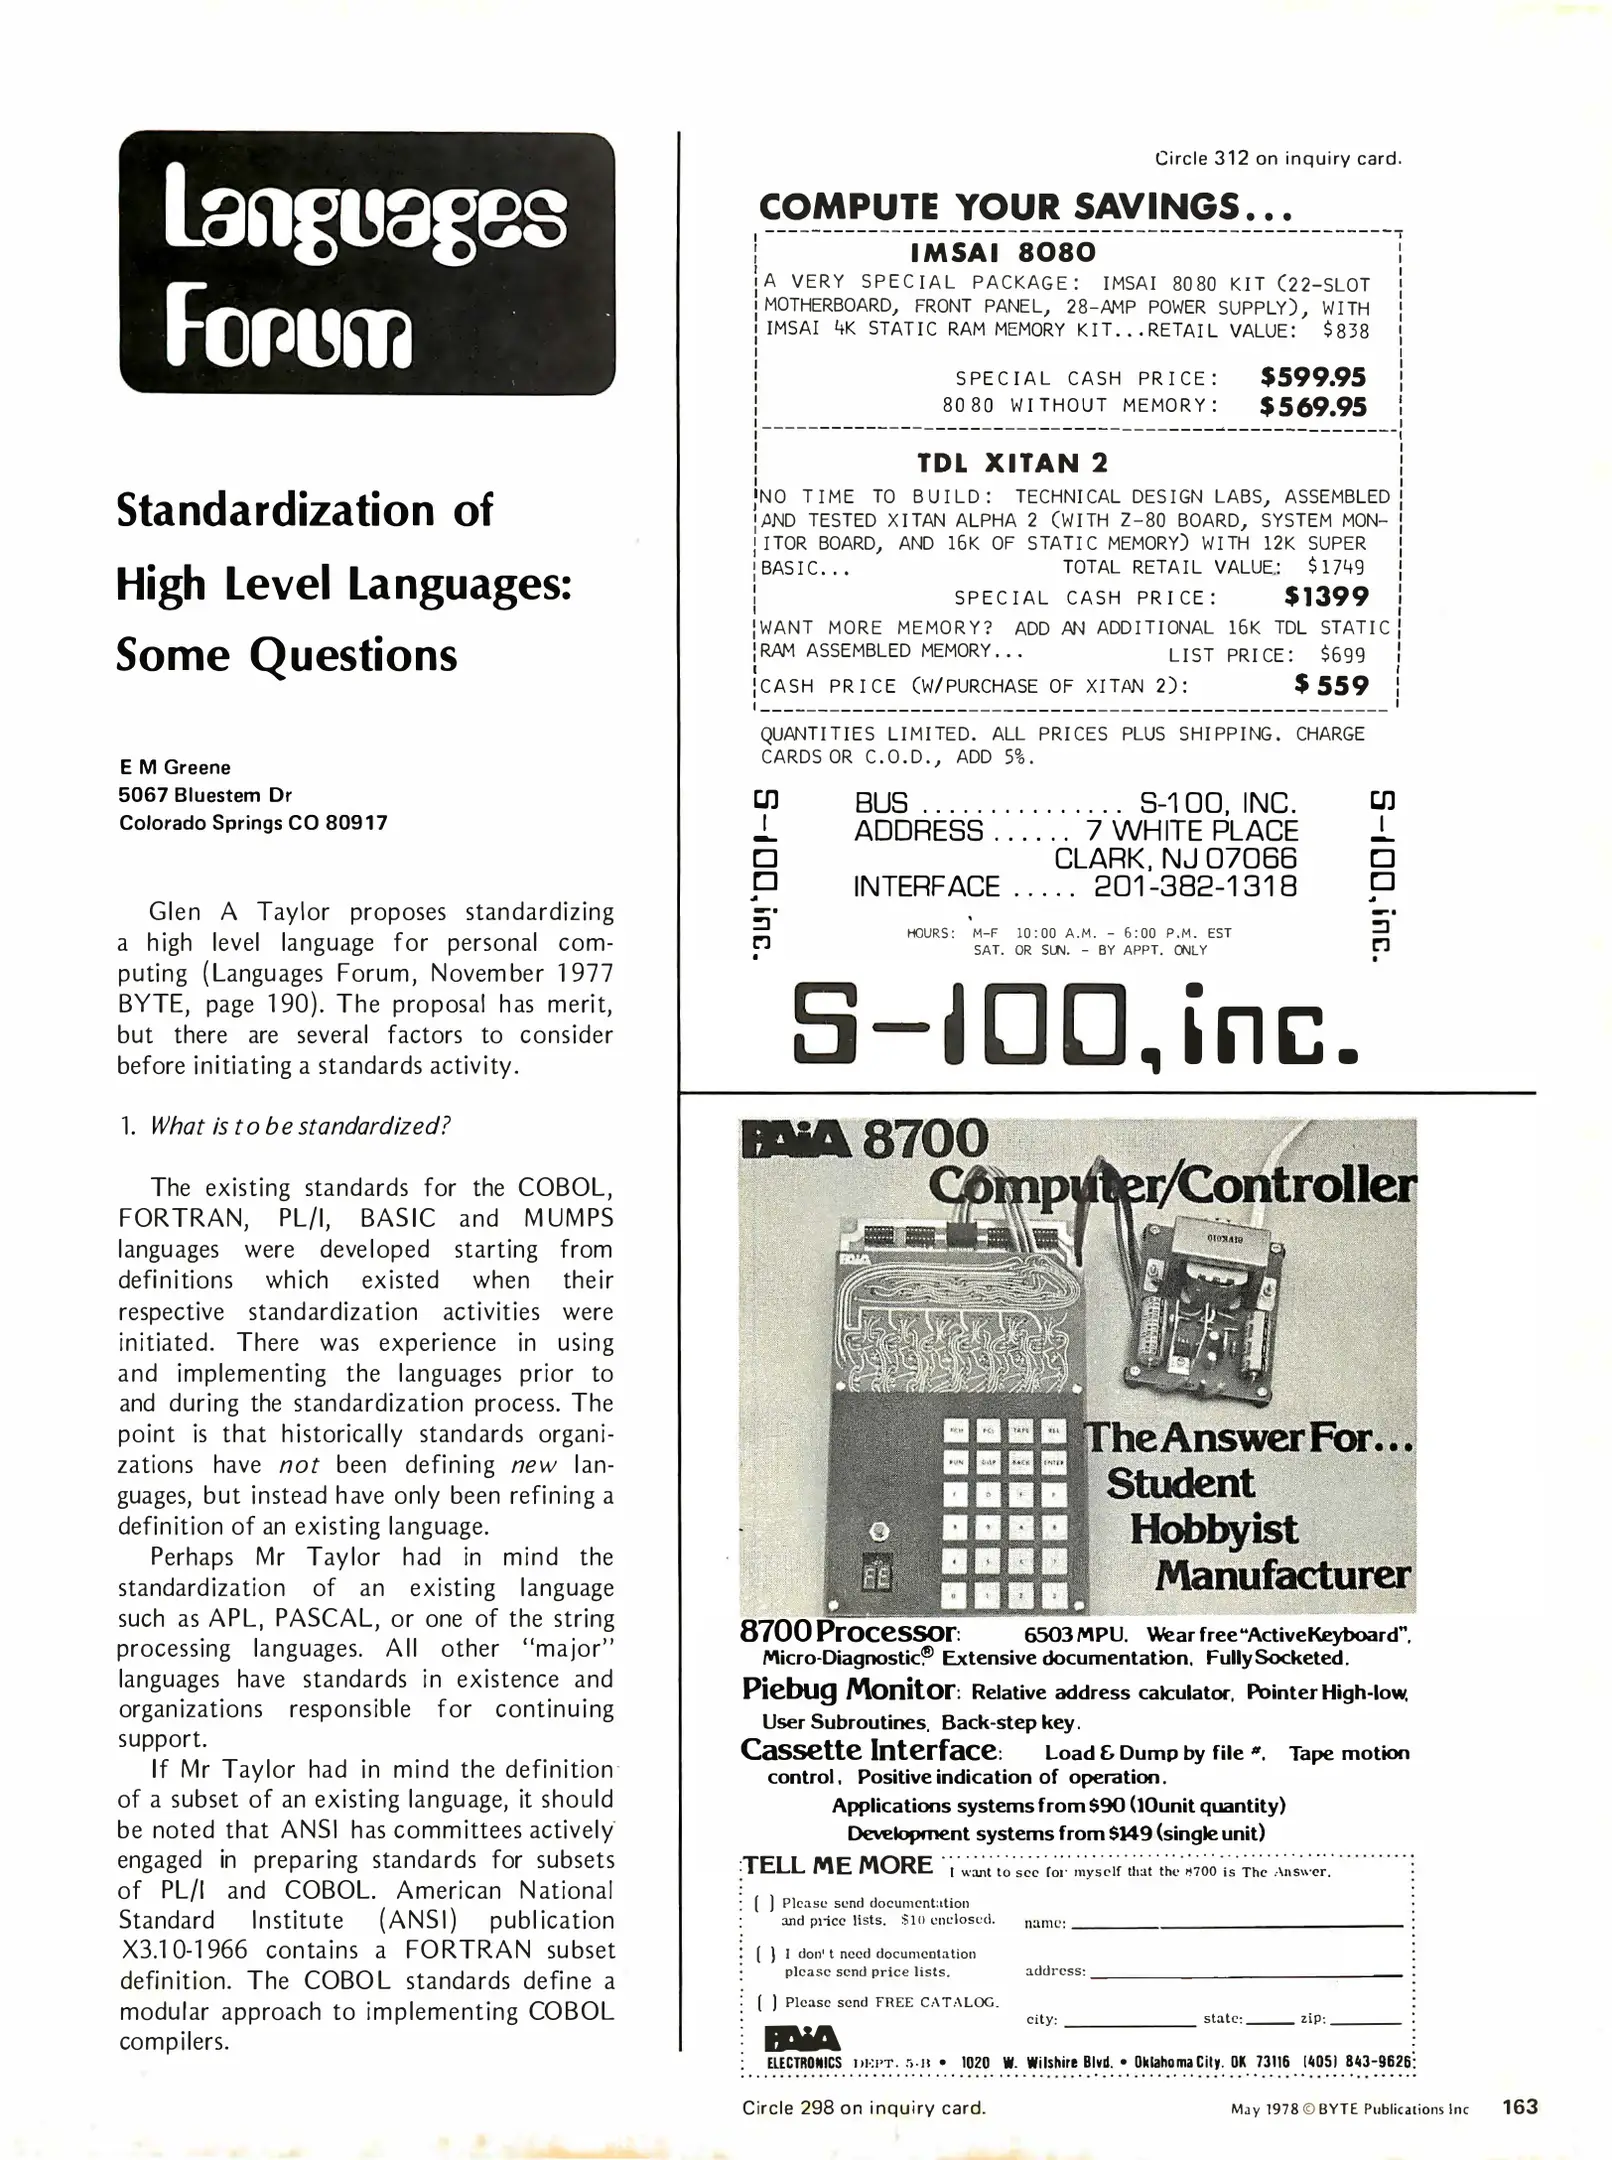 Languages
Forum
Standardization of
High Level Languages:
Some Questions
E M Greene
5067 Bluestem Dr
Colorado Springs CO 80917
Glen A Taylor proposes standardizing
a high level language for personal com-
puting (Languages Forum, November 1977
BYTE, page 190). The proposal has merit,
but there are several factors to consider
before initiating a standards activity.
1. What is to be standardized?
The existing standards for the COBOL,
FORTRAN, PL/I, BASIC and MUMPS
languages were developed starting from
definitions which existed when their
respective standardization activities were
initiated. There was experience in using
and implementing the languages prior to
and during the standardization process. The
point is that historically standards organi-
zations have not been defining new lan-
guages, but instead have only been refining a
definition of an existing language.
Perhaps Mr Taylor had in mind the
standardization of an existing language
such as APL, PASCAL, or one of the string
processing languages. All other "major"
languages have standards in existence and
organizations responsible for continuing
support.
If Mr Taylor had in mind the definition
of a subset of an existing language, it should
be noted that ANSI has committees actively
engaged in preparing standards for subsets
of PL/I and COBOL. American National
Standard Institute (ANSI) publication
X3.10-1966 contains a FORTRAN subset
definition. The COBOL standards define a
modular approach to implementing COBOL
compilers.
Circle 312 on inquiry card.
COMPUTE YOUR SAVINGS...
IMSAI 8080
A VERY SPECIAL PACKAGE: IMSAI 8080 KIT (22-SLOT
MOTHERBOARD, FRONT PANEL, 28-AMP POWER SUPPLY), WITH
IMSAI 4K STATIC RAM MEMORY KIT...RETAIL VALUE: $838
SPECIAL CASH PRICE: $599.95
8080 WITHOUT MEMORY: $569.95
TDL XITAN 2
NO TIME TO BUILD: TECHNICAL DESIGN LABS, ASSEMBLED
AND TESTED XITAN ALPHA 2 (WITH Z-80 BOARD, SYSTEM MON-
ITOR BOARD, AND 16K OF STATIC MEMORY) WITH 12K SUPER
BASIC... TOTAL RETAIL VALUE: $1749
SPECIAL CASH PRICE: $1399
WANT MORE MEMORY? ADD AN ADDITIONAL 16K TDL STATIC
RAM ASSEMBLED MEMORY... LIST PRICE: $699
CASH PRICE (W/PURCHASE OF XITAN 2): $559
QUANTITIES LIMITED. ALL PRICES PLUS SHIPPING. CHARGE
CARDS OR C.O.D., ADD 5%.
S-100,inc.
BUS ............... S-100, INC.
ADDRESS ...... 7 WHITE PLACE
CLARK, NJ 07066
INTERFACE ..... 201-382-1318
S-100,inc.
HOURS: M-F 10:00 A.M. - 6:00 P.M. EST
SAT. OR SUN. - BY APPT. ONLY
S-100,inc.
PAiA 8700
Computer/Controller
PAiA
TAPE REL
RUN DISP BACK ENTER
FE
The Answer For...
Student
Hobbyist
Manufacturer
8700 Processor: 6503 MPU. Wear free "Active Keyboard",
Micro-Diagnostic.® Extensive documentation. Fully Socketed.
Piebug Monitor: Relative address calculator, Pointer High-low,
User Subroutines, Back-step key.
Cassette Interface: Load & Dump by file #, Tape motion
control, Positive indication of operation.
Applications systems from $90 (10 unit quantity)
Development systems from $149 (single unit)
TELL ME MORE I want to see for myself that the 8700 is The Answer.
( ) Please send documentation
and price lists. $10 enclosed.
name:
( ) I don't need documentation
please send price lists.
address:
( ) Please send FREE CATALOG.
city: state: zip:
PAiA
ELECTRONICS DEPT. 5-B • 1020 W. Wilshire Blvd. • Oklahoma City, OK 73116 (405) 843-9626
Circle 298 on inquiry card.
May 1978 © BYTE Publications Inc 163